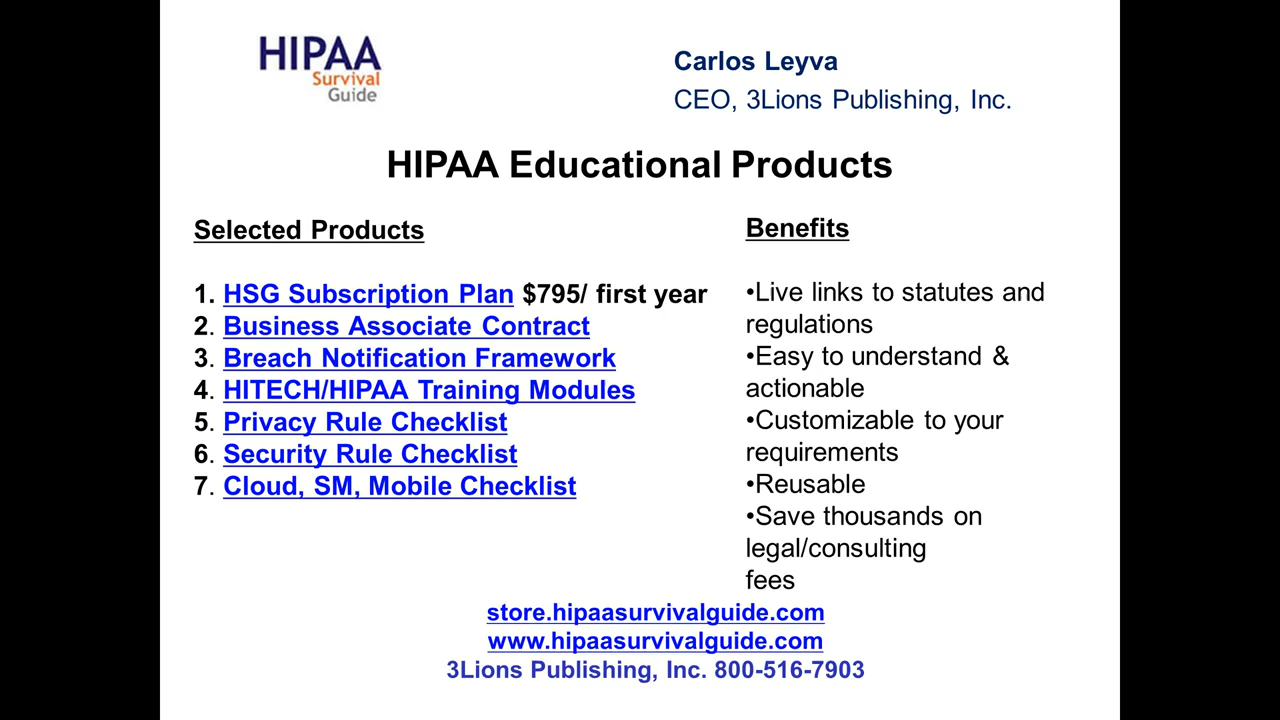 HIPAA
Survival
Guide
Carlos Leyva
CEO, 3Lions Publishing, Inc.
HIPAA Educational Products
Selected Products
1. HSG Subscription Plan $795/ first year
2. Business Associate Contract
3. Breach Notification Framework
4. HITECH/HIPAA Training Modules
5. Privacy Rule Checklist
6. Security Rule Checklist
7. Cloud, SM, Mobile Checklist
Benefits
•Live links to statutes and
regulations
•Easy to understand &
actionable
•Customizable to your
requirements
•Reusable
•Save thousands on
legal/consulting
fees
store.hipaasurvivalguide.com
www.hipaasurvivalguide.com
3Lions Publishing, Inc. 800-516-7903